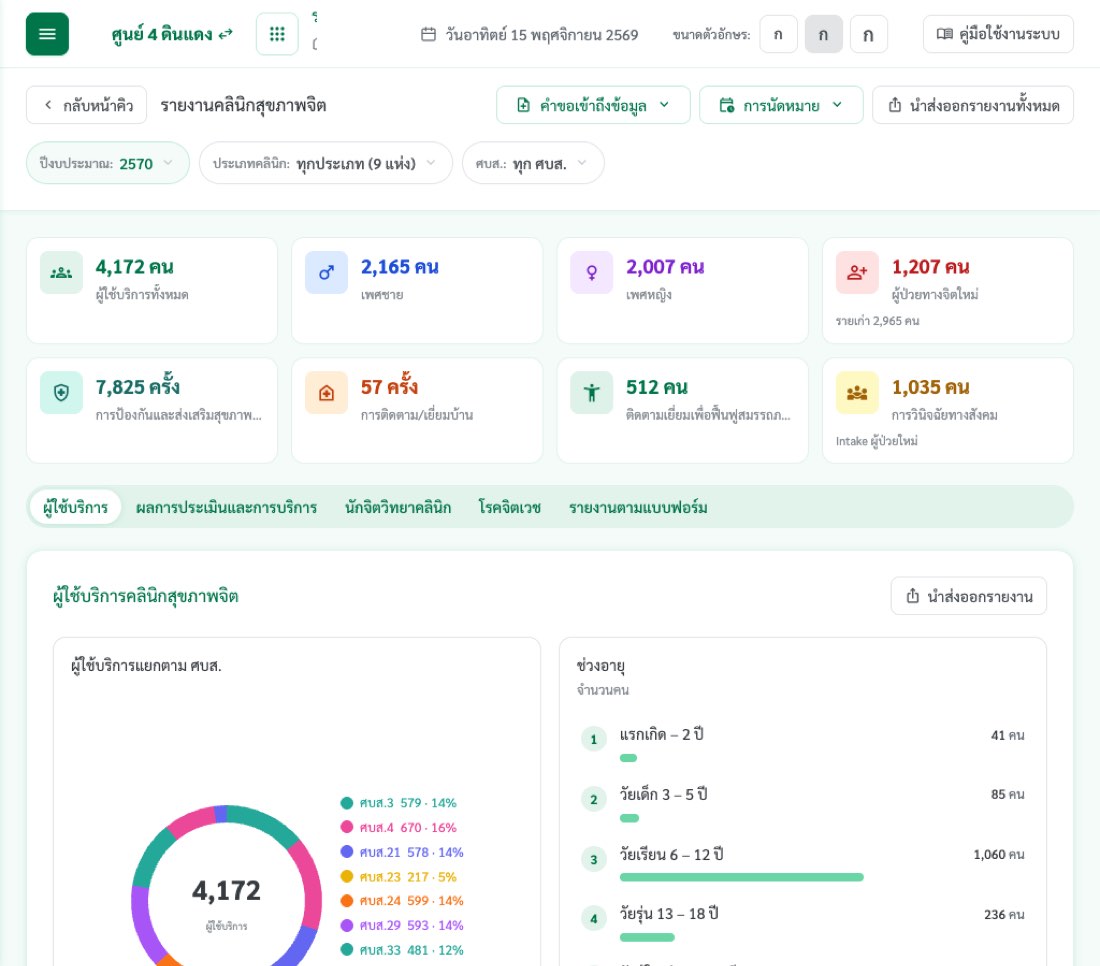 ศูนย์ 4 ดินแดง
วันอาทิตย์ 15 พฤศจิกายน 2569
ขนาดตัวอักษร: ก ก ก
คู่มือใช้งานระบบ
กลับหน้าคิว
รายงานคลินิกสุขภาพจิต
คำขอเข้าถึงข้อมูล
การนัดหมาย
นำส่งออกรายงานทั้งหมด
ปีงบประมาณ: 2570
ประเภทคลินิก: ทุกประเภท (9 แห่ง)
ศบส.: ทุก ศบส.
4,172 คน
ผู้ใช้บริการทั้งหมด
2,165 คน
เพศชาย
2,007 คน
เพศหญิง
1,207 คน
ผู้ป่วยทางจิตใหม่
รายเก่า 2,965 คน
7,825 ครั้ง
การป้องกันและส่งเสริมสุขภาพ...
57 ครั้ง
การติดตาม/เยี่ยมบ้าน
512 คน
ติดตามเยี่ยมเพื่อฟื้นฟูสมรรถภ...
1,035 คน
การวินิจฉัยทางสังคม
Intake ผู้ป่วยใหม่
ผู้ใช้บริการ
ผลการประเมินและการบริการ
นักจิตวิทยาคลินิก
โรคจิตเวช
รายงานตามแบบฟอร์ม
ผู้ใช้บริการคลินิกสุขภาพจิต
นำส่งออกรายงาน
ผู้ใช้บริการแยกตาม ศบส.
4,172
ผู้ใช้บริการ
ศบส.3 579 · 14%
ศบส.4 670 · 16%
ศบส.21 578 · 14%
ศบส.23 217 · 5%
ศบส.24 599 · 14%
ศบส.29 593 · 14%
ศบส.33 481 · 12%
ช่วงอายุ
จำนวนคน
1 แรกเกิด – 2 ปี 41 คน
2 วัยเด็ก 3 – 5 ปี 85 คน
3 วัยเรียน 6 – 12 ปี 1,060 คน
4 วัยรุ่น 13 – 18 ปี 236 คน